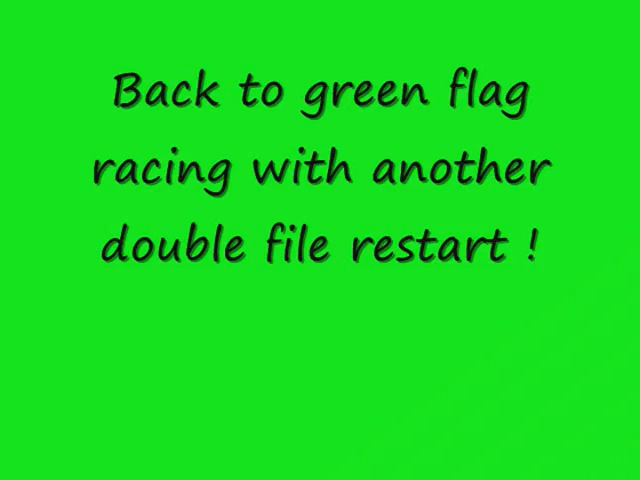 Back to green flag
racing with another
double file restart !